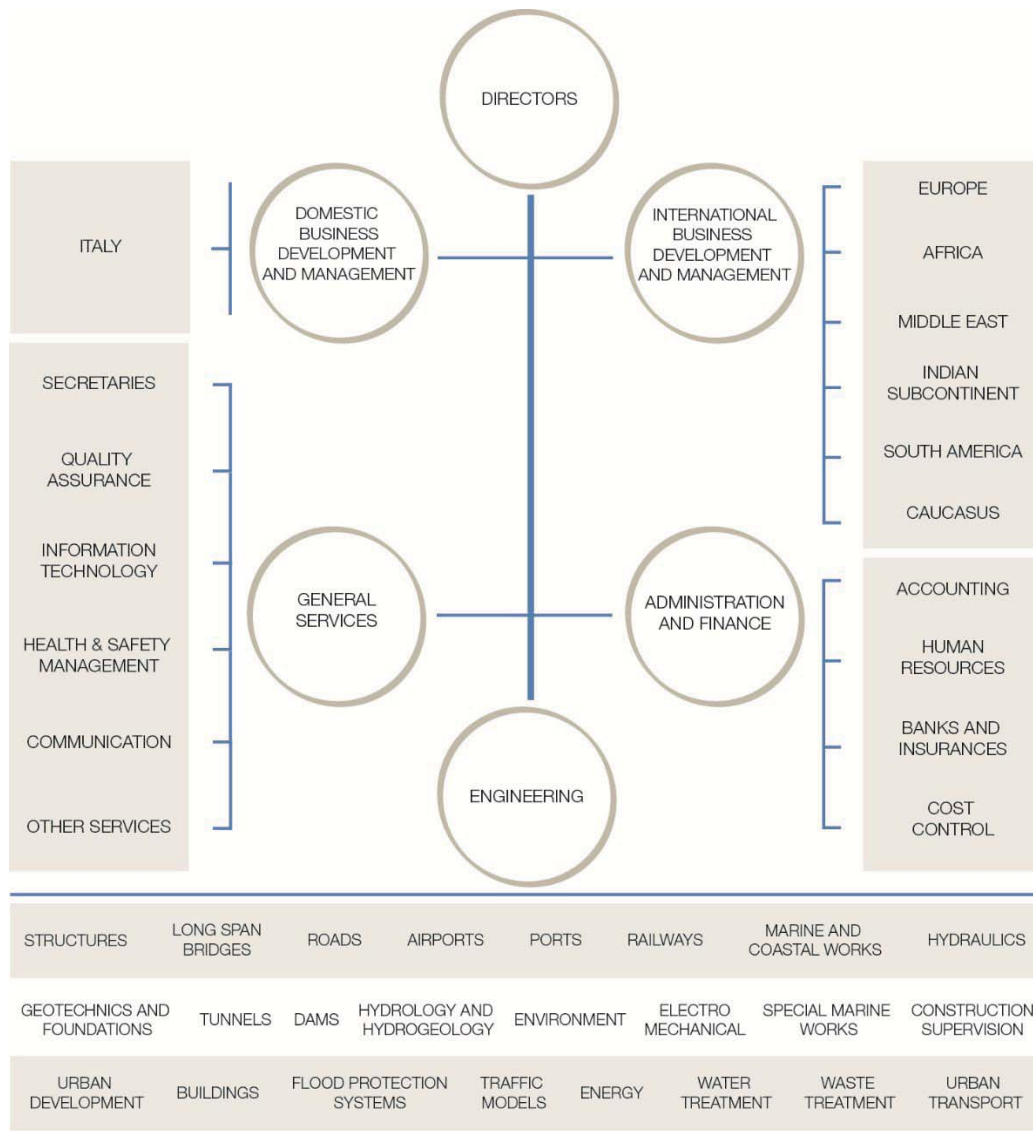 DIRECTORS
DOMESTIC
BUSINESS
DEVELOPMENT
AND MANAGEMENT
INTERNATIONAL
BUSINESS
DEVELOPMENT
AND MANAGEMENT
ITALY
EUROPE
AFRICA
MIDDLE EAST
INDIAN
SUBCONTINENT
SOUTH AMERICA
CAUCASUS
SECRETARIES
QUALITY
ASSURANCE
INFORMATION
TECHNOLOGY
HEALTH & SAFETY
MANAGEMENT
COMMUNICATION
OTHER SERVICES
GENERAL
SERVICES
ADMINISTRATION
AND FINANCE
ACCOUNTING
HUMAN
RESOURCES
BANKS AND
INSURANCES
COST
CONTROL
ENGINEERING
STRUCTURES
LONG SPAN
BRIDGES
ROADS
AIRPORTS
PORTS
RAILWAYS
MARINE AND
COASTAL WORKS
HYDRAULICS
GEOTECHNICS AND
FOUNDATIONS
TUNNELS
DAMS
HYDROLOGY AND
HYDROGEOLOGY
ENVIRONMENT
ELECTRO
MECHANICAL
SPECIAL MARINE
WORKS
CONSTRUCTION
SUPERVISION
URBAN
DEVELOPMENT
BUILDINGS
FLOOD PROTECTION
SYSTEMS
TRAFFIC
MODELS
ENERGY
WATER
TREATMENT
WASTE
TREATMENT
URBAN
TRANSPORT